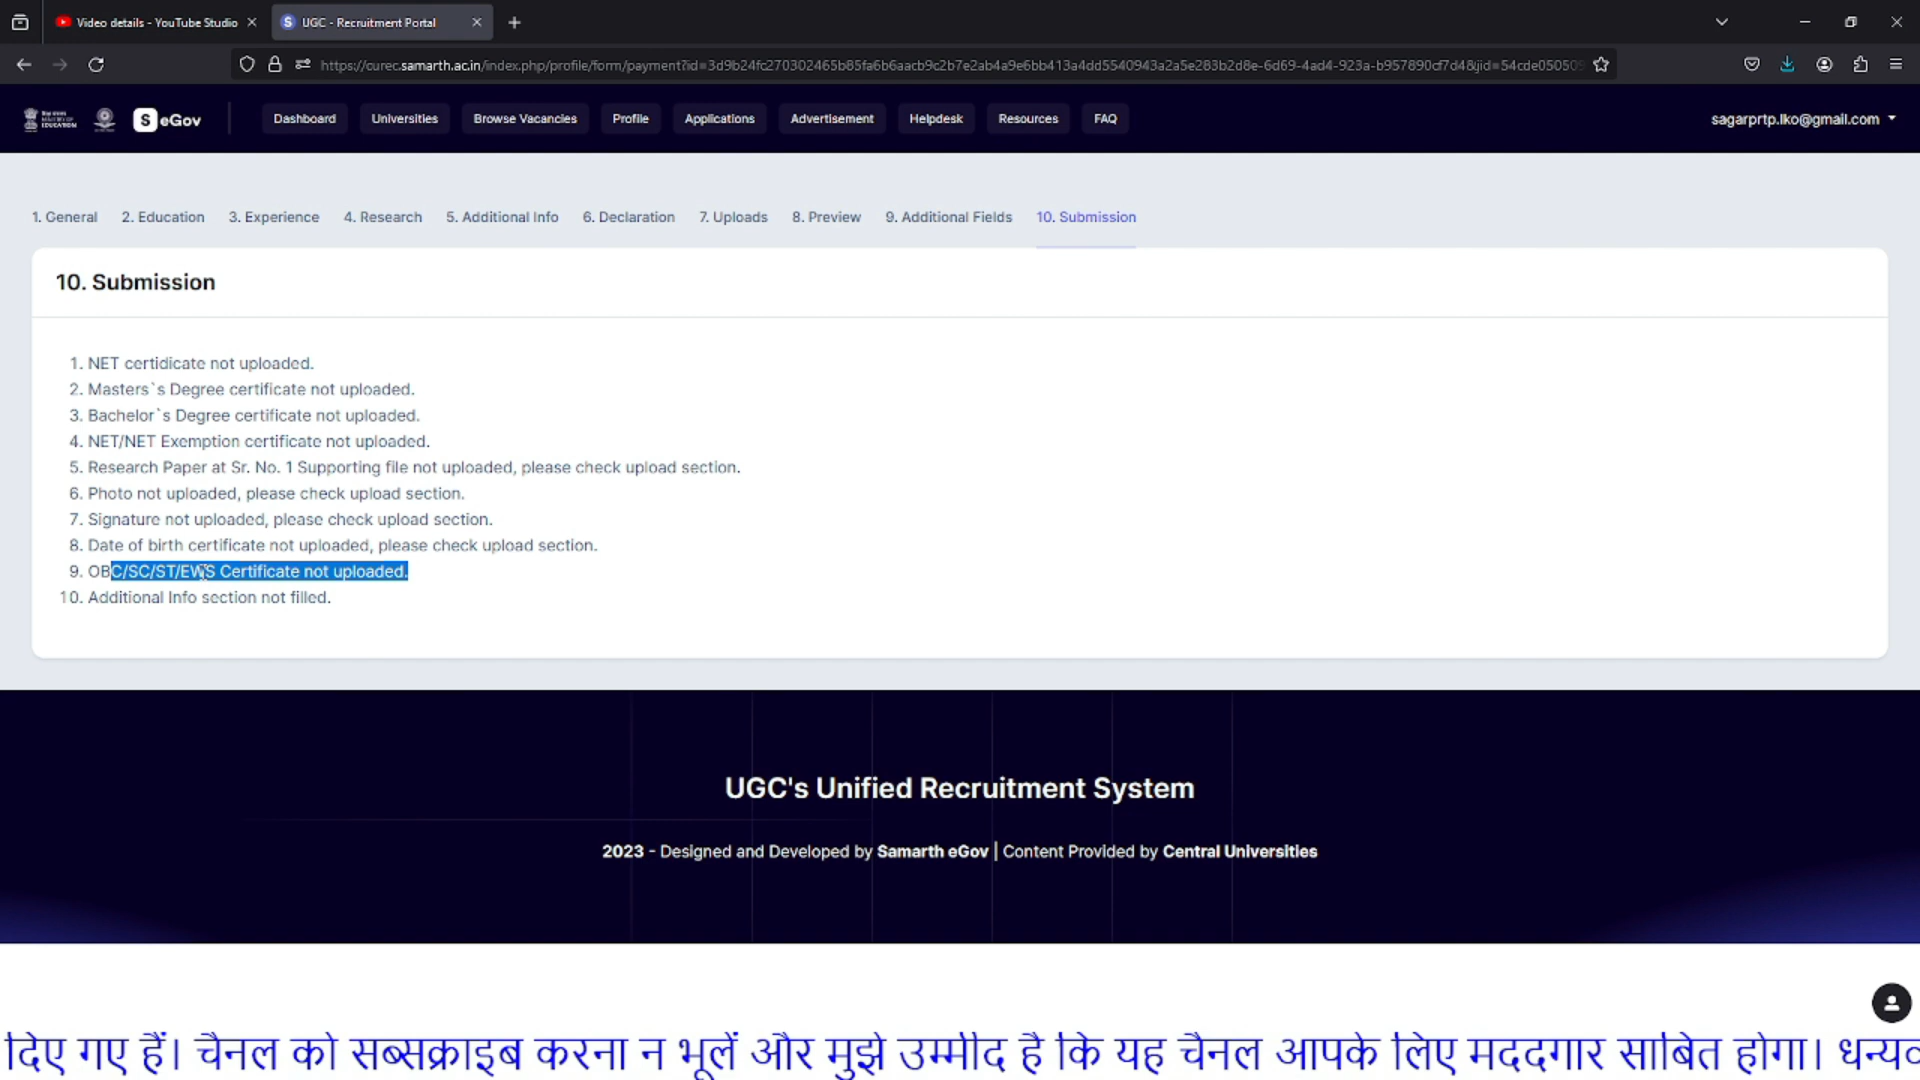 Video details - YouTube Studio
UGC - Recruitment Portal
https://curec.samarth.ac.in/index.php/profile/form/payment?id=3d9b24fc270302465b85fa6b6aacb9c2b7e2ab4a9e6bb413a4dd5540943a2a5e283b2d8e-6d69-4ad4-923a-b957890cf7d4&jid=54cde050509
EDUCATION
S eGov
Dashboard
Universities
Browse Vacancies
Profile
Applications
Advertisement
Helpdesk
Resources
FAQ
sagarprtp.lko@gmail.com
1. General
2. Education
3. Experience
4. Research
5. Additional Info
6. Declaration
7. Uploads
8. Preview
9. Additional Fields
10. Submission
10. Submission
1. NET certidicate not uploaded.
2. Masters`s Degree certificate not uploaded.
3. Bachelor`s Degree certificate not uploaded.
4. NET/NET Exemption certificate not uploaded.
5. Research Paper at Sr. No. 1 Supporting file not uploaded, please check upload section.
6. Photo not uploaded, please check upload section.
7. Signature not uploaded, please check upload section.
8. Date of birth certificate not uploaded, please check upload section.
9. OBC/SC/ST/EWS Certificate not uploaded.
10. Additional Info section not filled.
UGC's Unified Recruitment System
2023 - Designed and Developed by Samarth eGov | Content Provided by Central Universities
दिए गए हैं। चैनल को सब्सक्राइब करना न भूलें और मुझे उम्मीद है कि यह चैनल आपके लिए मददगार साबित होगा। धन्यव